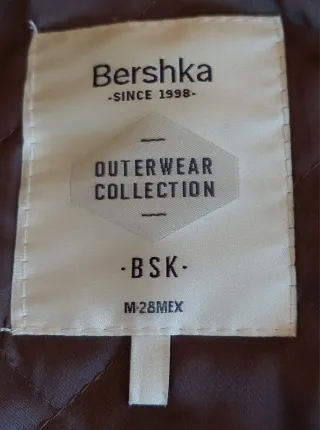 Bershka
-SINCE 1998-
OUTERWEAR
COLLECTION
·BSK·
M-28MEX